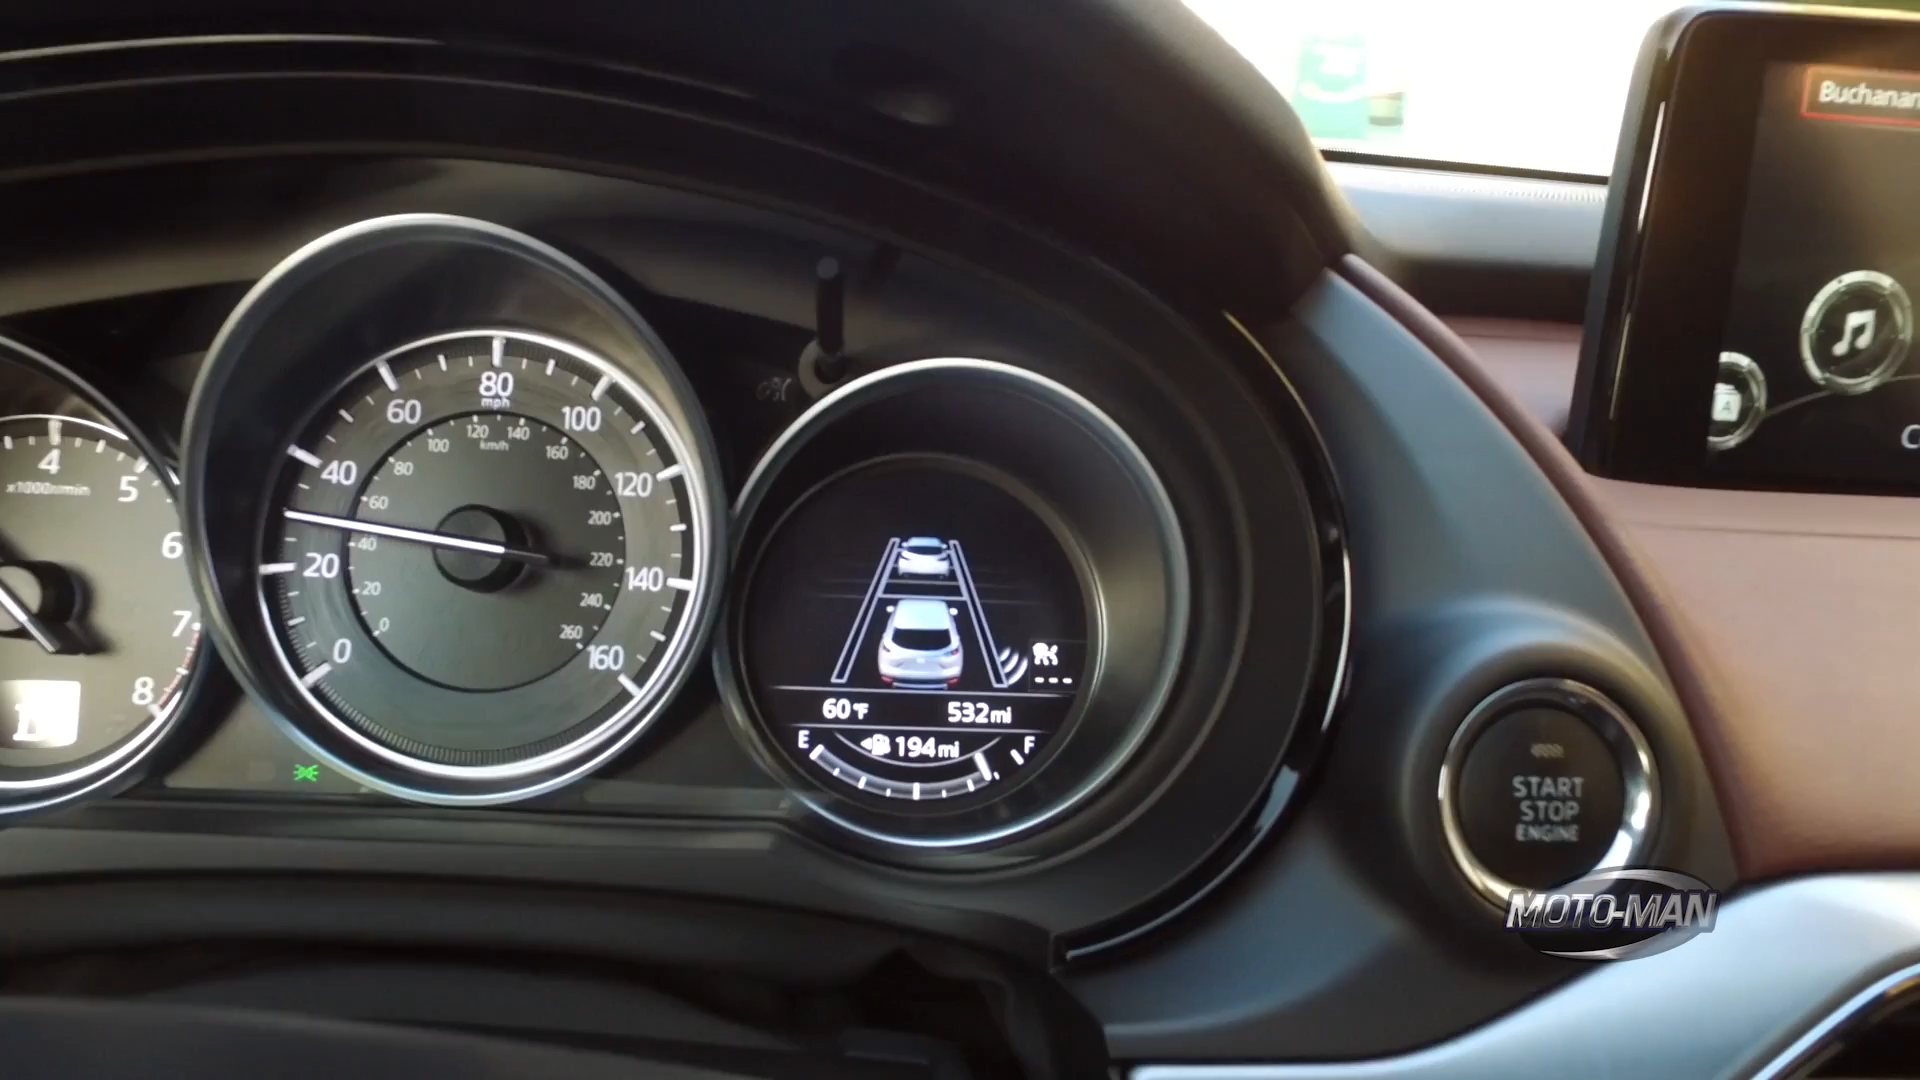 Buchanan
4
5
6
7
8
x1000r/min
0
20
40
60
80
mph
100
120
140
160
0
20
40
60
80
100
120
km/h
140
160
180
200
220
240
260
60°F
532mi
E
194mi
F
---
A
C
START
STOP
ENGINE
MOTO-MAN